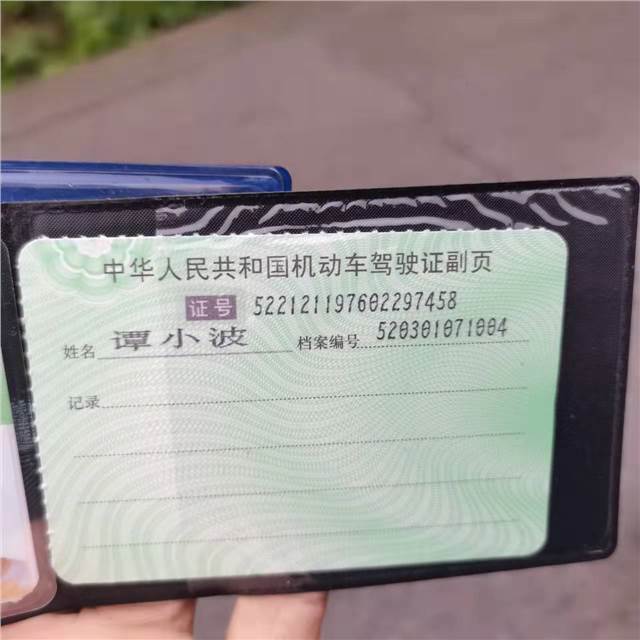 中华人民共和国机动车驾驶证副页
证号 522121197602297458
姓名 谭小波 档案编号 520301071004
记录